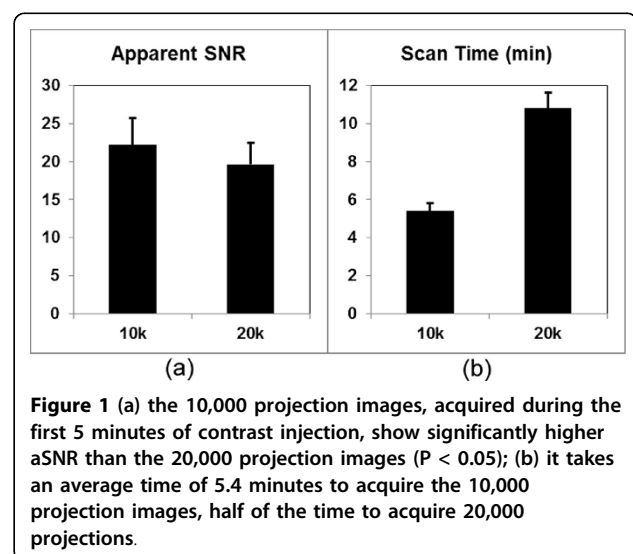 Apparent SNR
30
25
20
15
10
5
0
10k
20k
(a)
Scan Time (min)
12
10
8
6
4
2
0
10k
20k
(b)
Figure 1 (a) the 10,000 projection images, acquired during the
first 5 minutes of contrast injection, show significantly higher
aSNR than the 20,000 projection images (P < 0.05); (b) it takes
an average time of 5.4 minutes to acquire the 10,000
projection images, half of the time to acquire 20,000
projections.